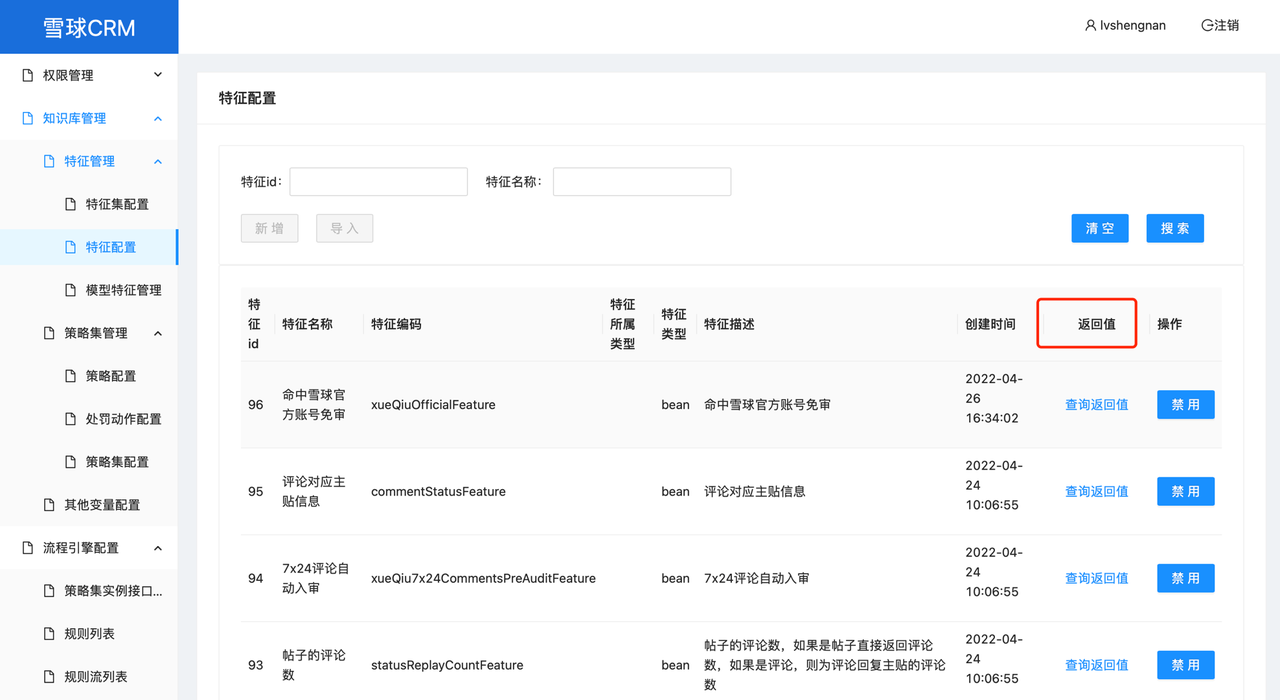 雪球CRM
lvshengnan
注销
权限管理
知识库管理
特征管理
特征集配置
特征配置
模型特征管理
策略集管理
策略配置
处罚动作配置
策略集配置
其他变量配置
流程引擎配置
策略集实例接口...
规则列表
规则流列表
特征配置
特征id：
特征名称：
新 增
导 入
清 空
搜 索
特
征
id
特征名称
特征编码
特征
所属
类型
特征
类型
特征描述
创建时间
返回值
操作
96
命中雪球官
方账号免审
xueQiuOfficialFeature
bean
命中雪球官方账号免审
2022-04-
26
16:34:02
查询返回值
禁 用
95
评论对应主
贴信息
commentStatusFeature
bean
评论对应主贴信息
2022-04-
24
10:06:55
查询返回值
禁 用
94
7x24评论自
动入审
xueQiu7x24CommentsPreAuditFeature
bean
7x24评论自动入审
2022-04-
24
10:06:55
查询返回值
禁 用
93
帖子的评论
数
statusReplayCountFeature
bean
帖子的评论数，如果是帖子直接返回评论
数，如果是评论，则为评论回复主贴的评论
数
2022-04-
24
10:06:55
查询返回值
禁 用